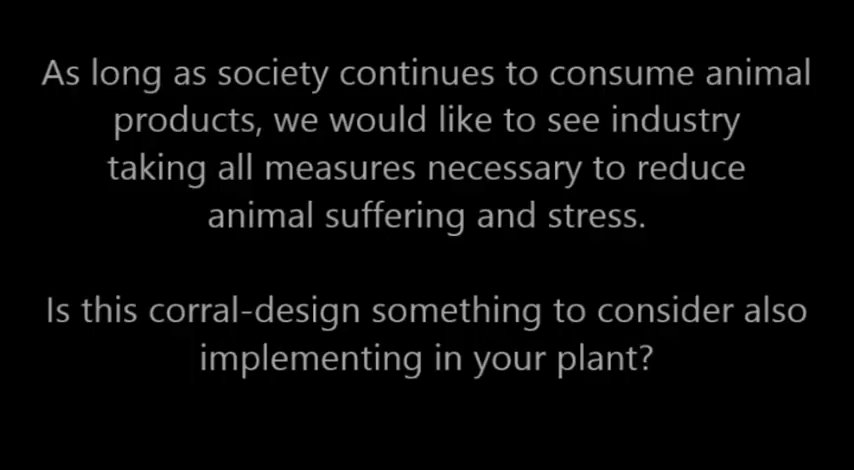 As long as society continues to consume animal
products, we would like to see industry
taking all measures necessary to reduce
animal suffering and stress.
Is this corral-design something to consider also
implementing in your plant?